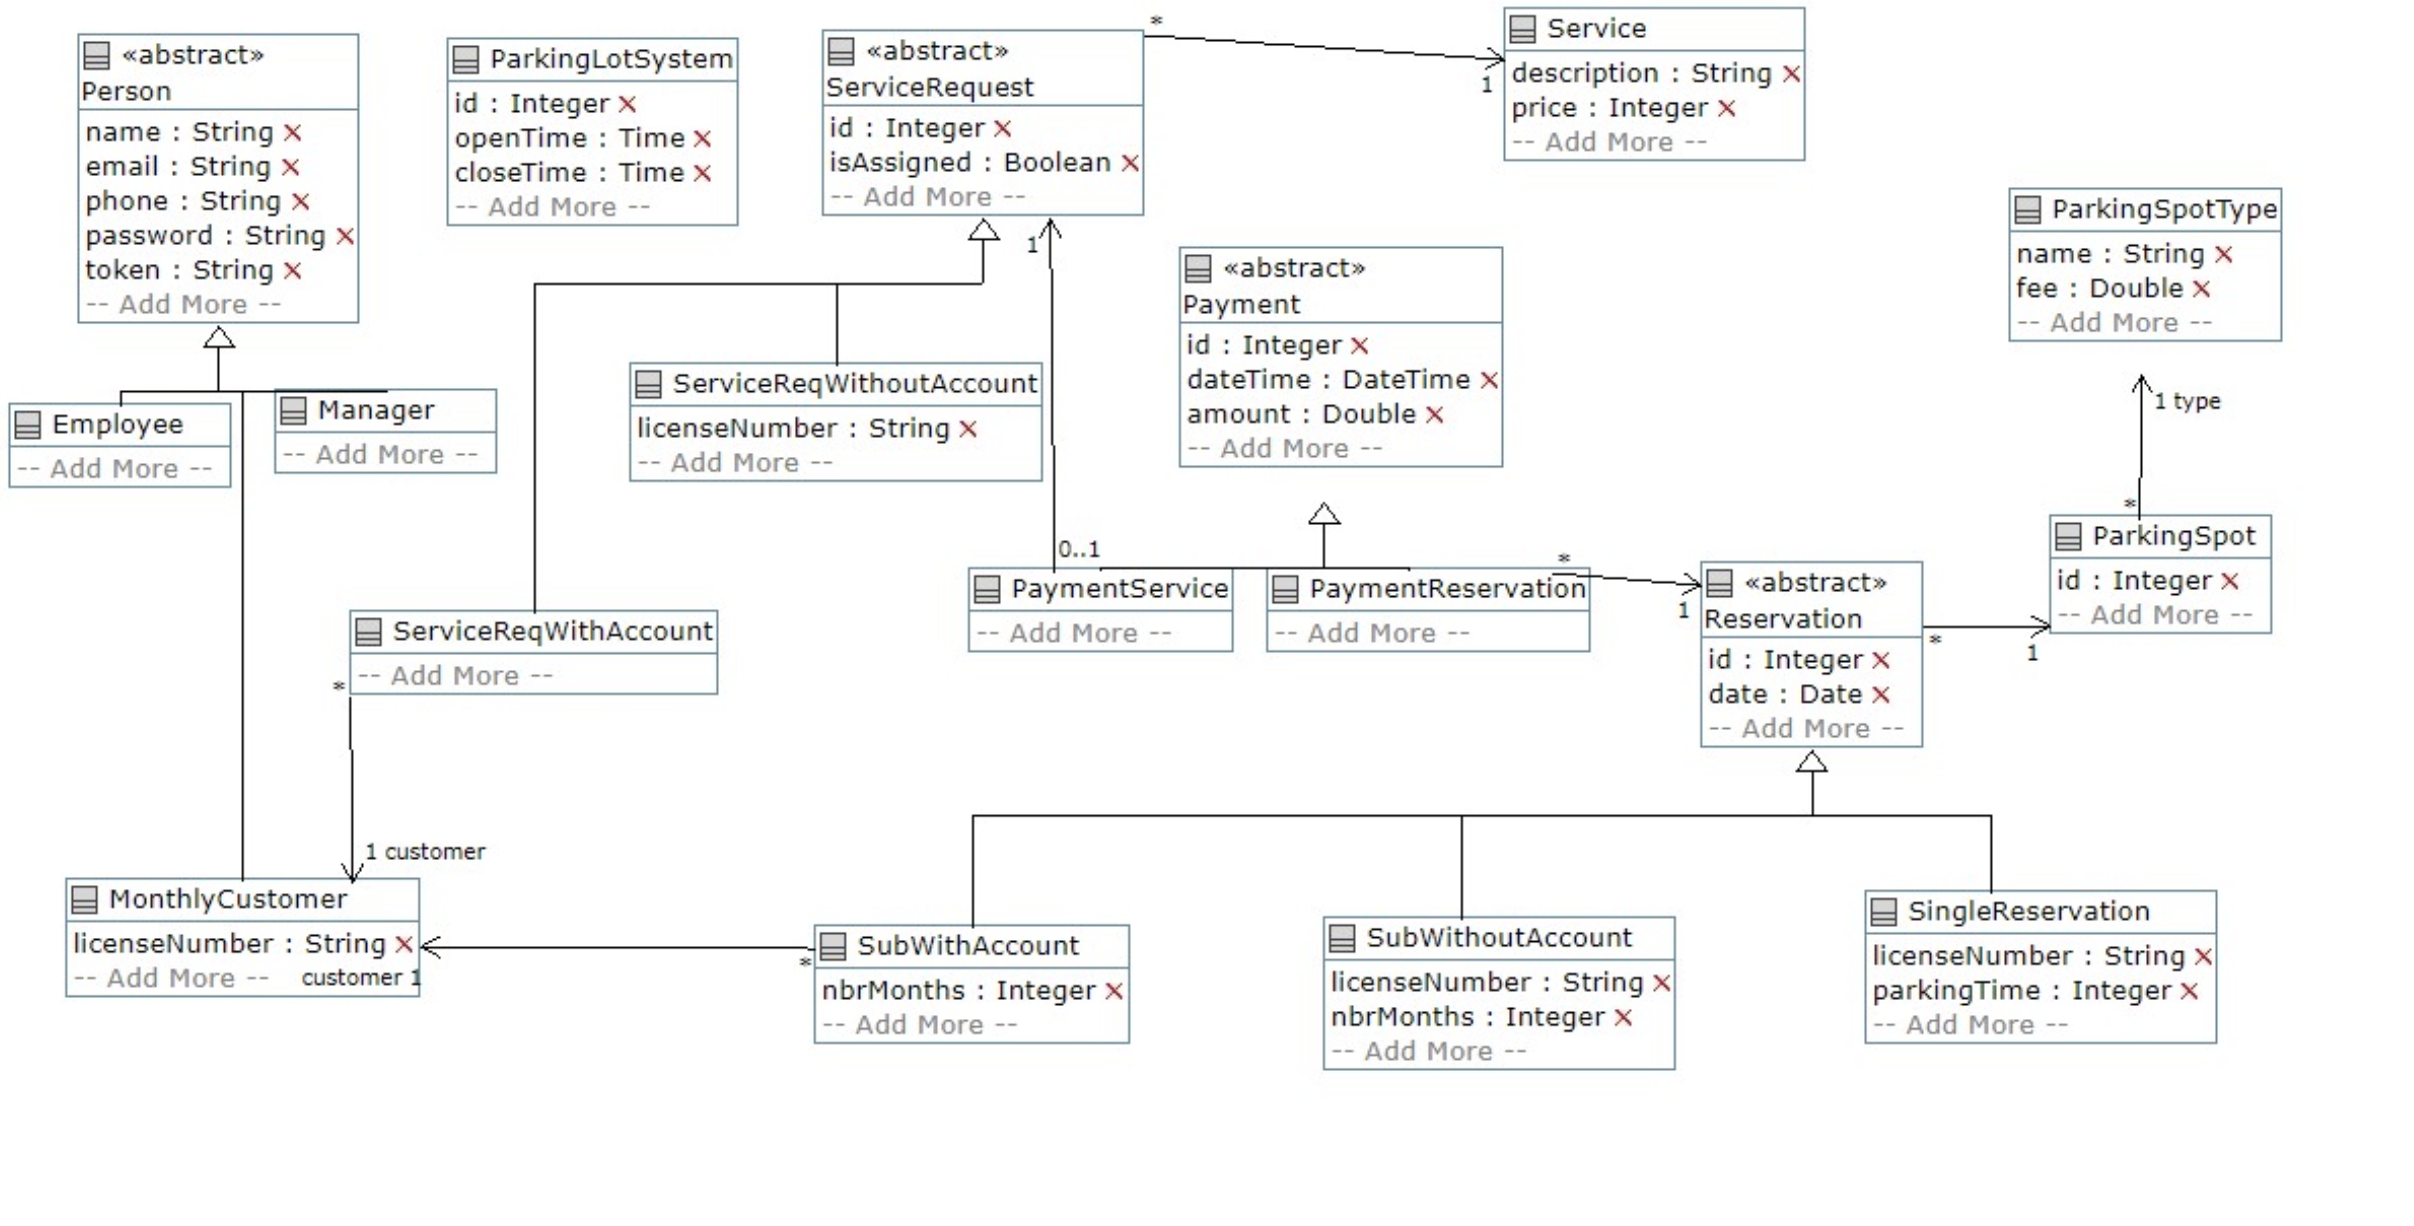 «abstract»
Person
name : String
email : String
phone : String
password : String
token : String
-- Add More --
ParkingLotSystem
id : Integer
openTime : Time
closeTime : Time
-- Add More --
«abstract»
ServiceRequest
id : Integer
isAssigned : Boolean
-- Add More --
*
1
Service
description : String
price : Integer
-- Add More --
ParkingSpotType
name : String
fee : Double
-- Add More --
1
«abstract»
Payment
id : Integer
dateTime : DateTime
amount : Double
-- Add More --
Employee
-- Add More --
Manager
-- Add More --
ServiceReqWithoutAccount
licenseNumber : String
-- Add More --
1 type
*
ParkingSpot
id : Integer
-- Add More --
0..1
PaymentService
-- Add More --
PaymentReservation
-- Add More --
*
1
«abstract»
Reservation
id : Integer
date : Date
-- Add More --
*
1
ServiceReqWithAccount
-- Add More --
*
1 customer
MonthlyCustomer
licenseNumber : String
-- Add More --
customer 1
*
SubWithAccount
nbrMonths : Integer
-- Add More --
SubWithoutAccount
licenseNumber : String
nbrMonths : Integer
-- Add More --
SingleReservation
licenseNumber : String
parkingTime : Integer
-- Add More --